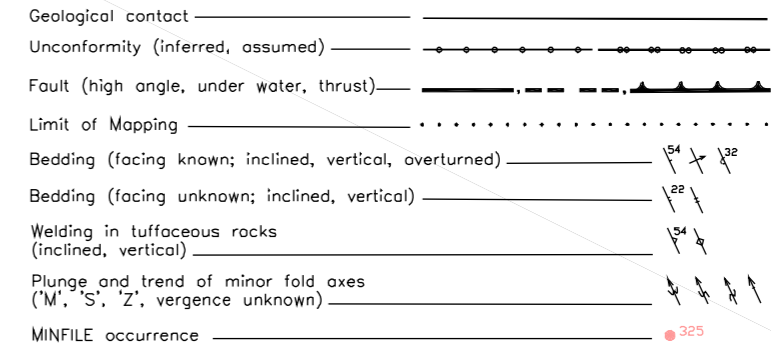 Geological contact
Unconformity (inferred, assumed)
Fault (high angle, under water, thrust)
Limit of Mapping
Bedding (facing known; inclined, vertical, overturned) 54 32
Bedding (facing unknown; inclined, vertical) 22
Welding in tuffaceous rocks
(inclined, vertical) 54
Plunge and trend of minor fold axes
('M', 'S', 'Z', vergence unknown)
MINFILE occurrence 325